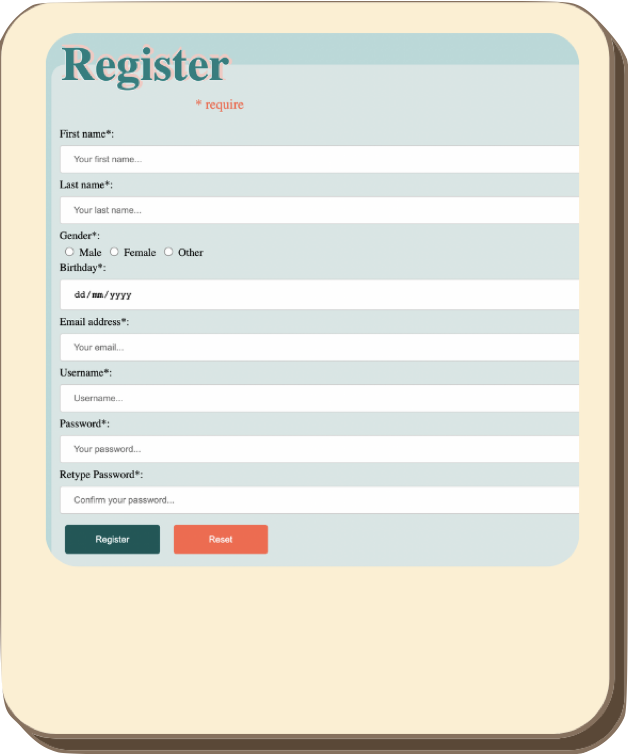 Register
* require
First name*:
Your first name...
Last name*:
Your last name...
Gender*:
Male Female Other
Birthday*:
dd/mm/yyyy
Email address*:
Your email...
Username*:
Username...
Password*:
Your password...
Retype Password*:
Confirm your password...
Register Reset